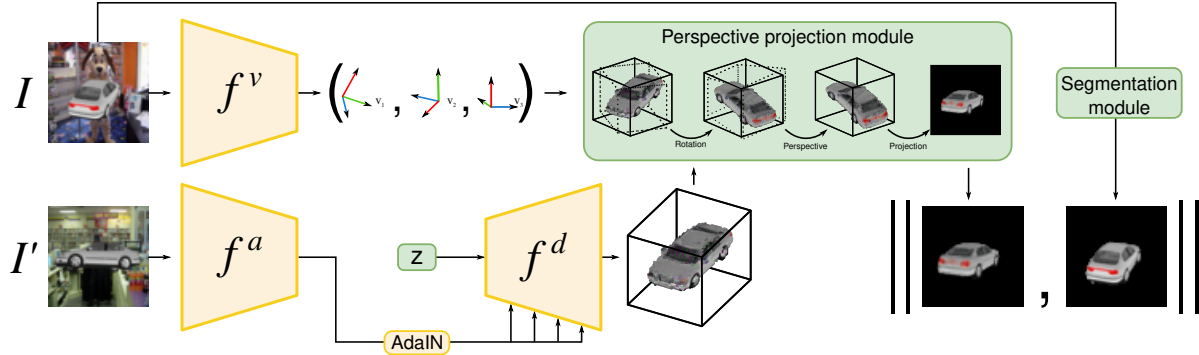 Perspective projection module
I
f v
( v₁ , v₂ , v₃ )
Rotation
Perspective
Projection
Segmentation
module
I'
f a
z
f d
AdaIN
|| , ||